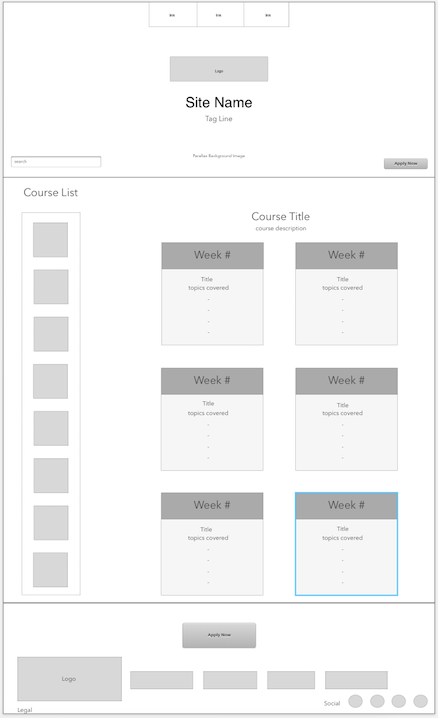 link
link
link
Logo
Site Name
Tag Line
Parallax Background Image
search
Apply Now
Course List
Course Title
course description
Week #
Title
topics covered
-
-
-
-
Week #
Title
topics covered
-
-
-
-
Week #
Title
topics covered
-
-
-
-
Week #
Title
topics covered
-
-
-
-
Week #
Title
topics covered
-
-
-
-
Week #
Title
topics covered
-
-
-
-
Apply Now
Logo
Social
Legal